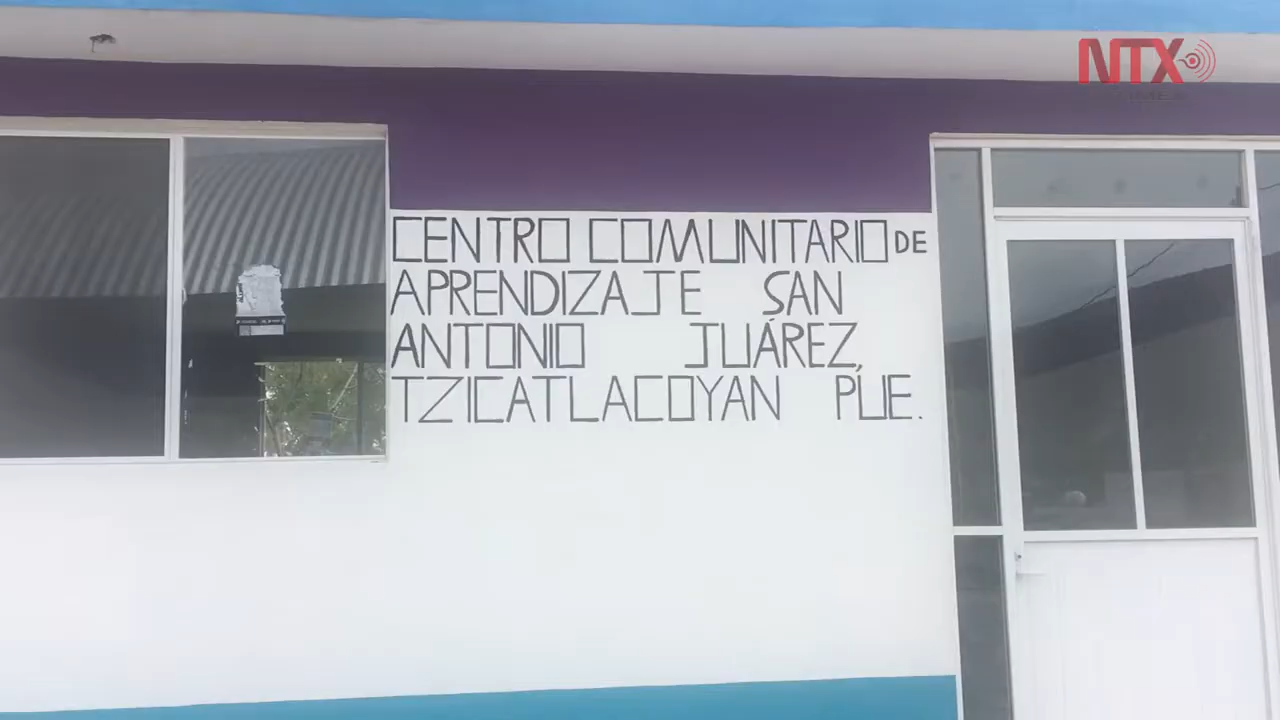 NTX
CENTRO COMUNITARIO DE
APRENDIZAJE SAN
ANTONIO JUÁREZ,
TZICATLACOYAN PUE.